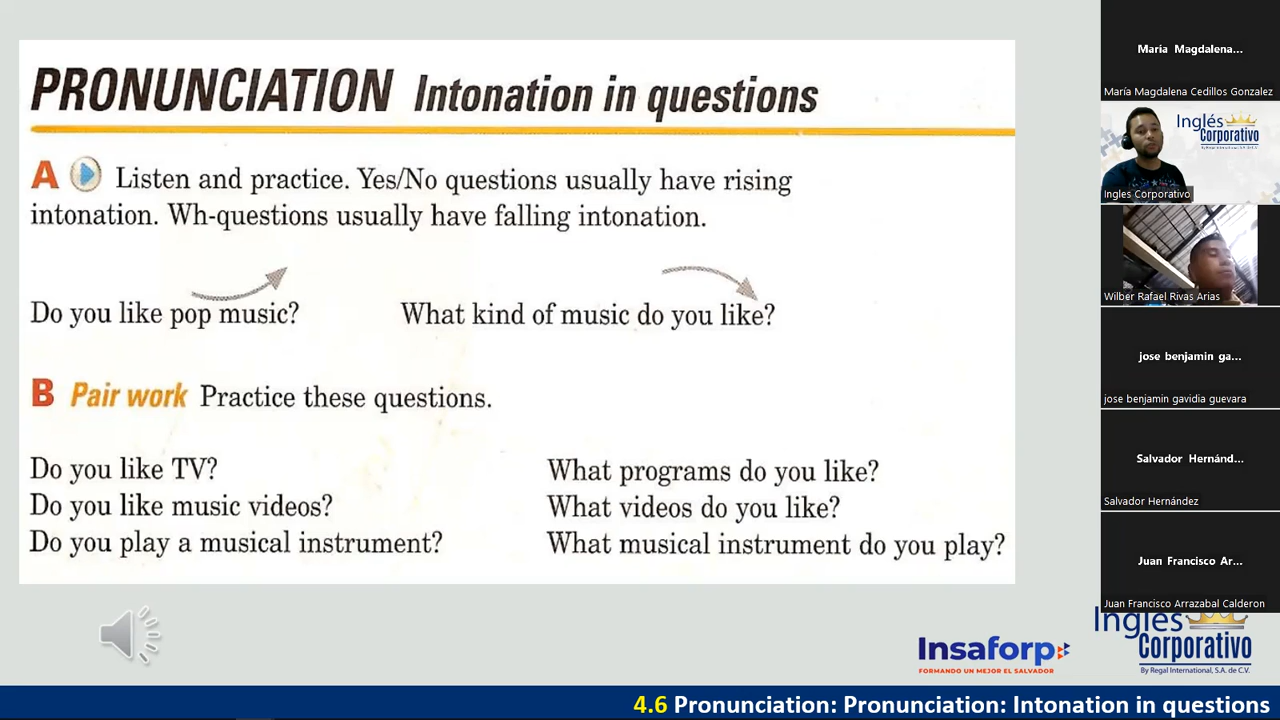 PRONUNCIATION Intonation in questions
A Listen and practice. Yes/No questions usually have rising
intonation. Wh-questions usually have falling intonation.
Do you like pop music? What kind of music do you like?
B Pair work Practice these questions.
Do you like TV? What programs do you like?
Do you like music videos? What videos do you like?
Do you play a musical instrument? What musical instrument do you play?
Insaforp
FORMANDO UN MEJOR EL SALVADOR
Inglés
Corporativo
By Regal International, S.A. de C.V.
4.6 Pronunciation: Pronunciation: Intonation in questions
María Magdalena...
María Magdalena Cedillos Gonzalez
Inglés
Corporativo
By Regal International, S.A. de C.V.
Ingles Corporativo
Wilber Rafael Rivas Arias
jose benjamin ga...
jose benjamin gavidia guevara
Salvador Hernánd...
Salvador Hernández
Juan Francisco Ar...
Juan Francisco Arrazabal Calderon